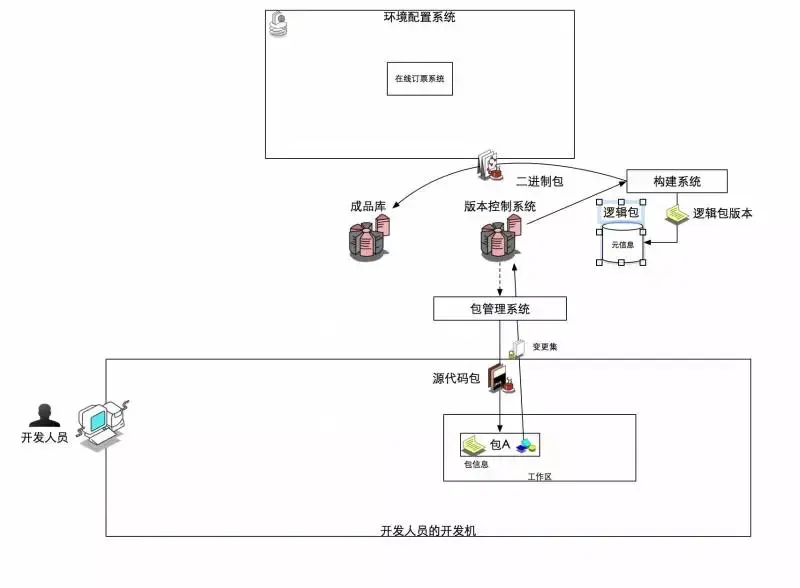 环境配置系统
在线订票系统
二进制包
构建系统
成品库
版本控制系统
逻辑包
逻辑包版本
元信息
包管理系统
变更集
源代码包
开发人员
包A
包信息
工作区
开发人员的开发机